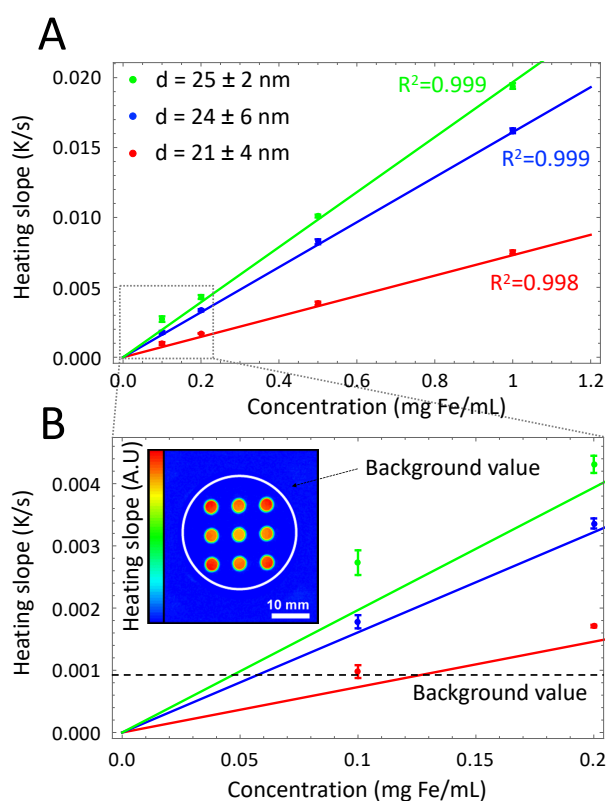 A
0.020
0.015
0.010
0.005
0.000
Heating slope (K/s)
d = 25 ± 2 nm
d = 24 ± 6 nm
d = 21 ± 4 nm
R²=0.999
R²=0.999
R²=0.998
0.0 0.2 0.4 0.6 0.8 1.0 1.2
Concentration (mg Fe/mL)
B
0.004
0.003
0.002
0.001
0.000
Heating slope (K/s)
Heating slope (A.U)
10 mm
Background value
Background value
0.00 0.05 0.10 0.15 0.2
Concentration (mg Fe/mL)